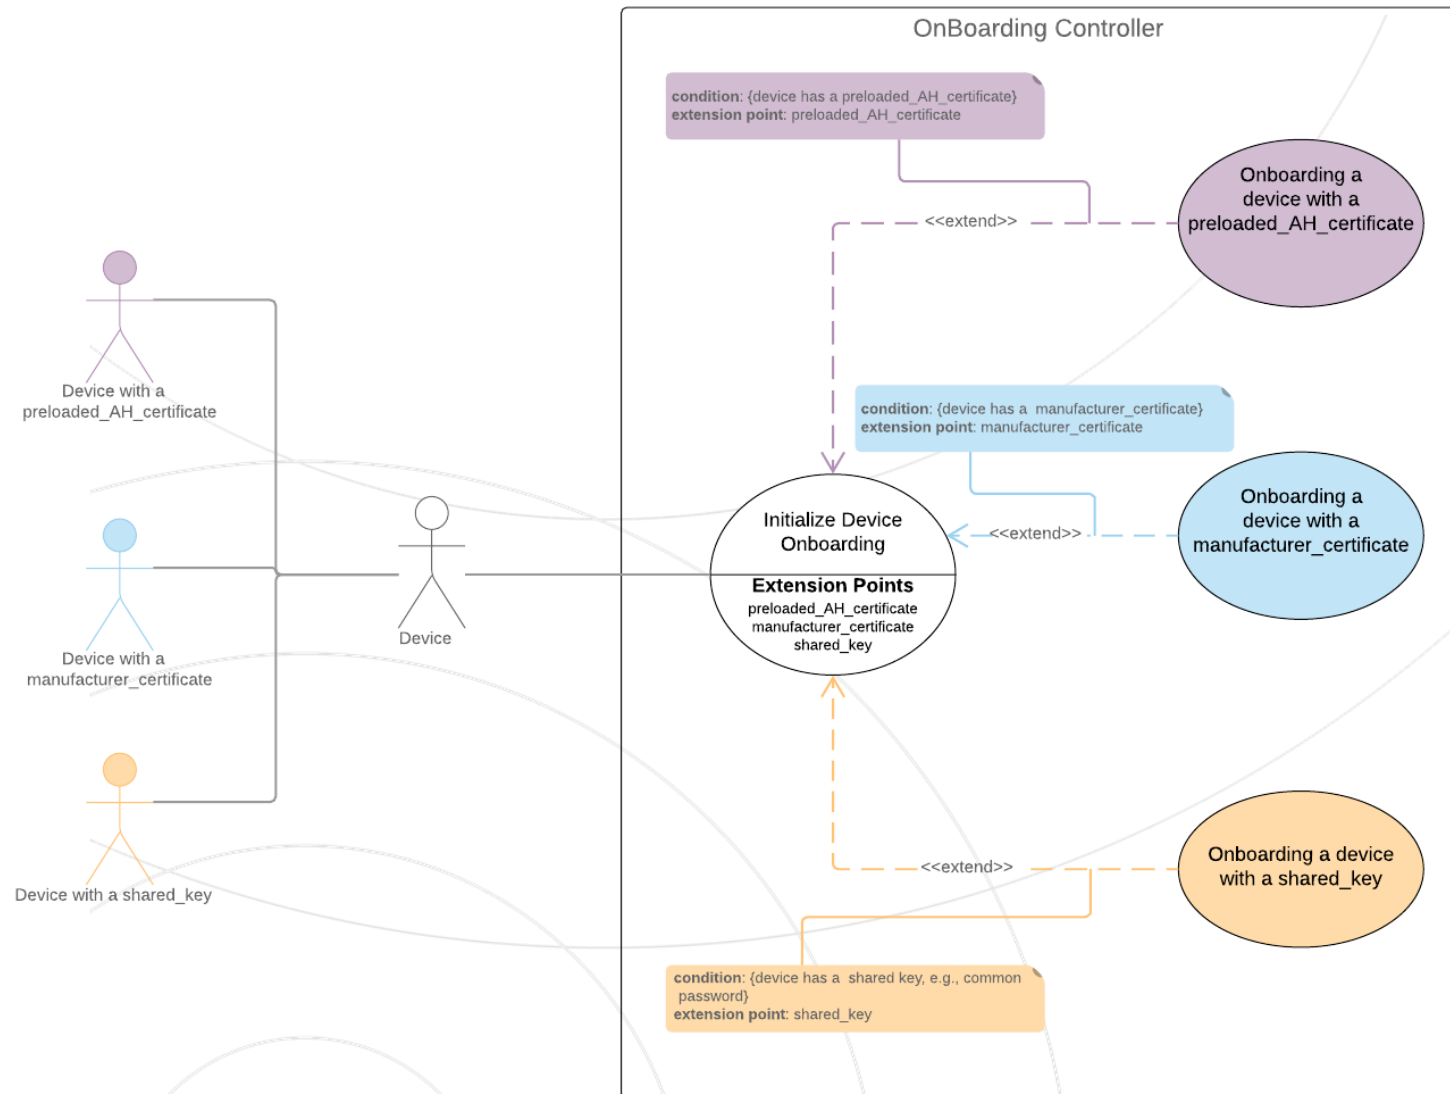 OnBoarding Controller
condition: {device has a preloaded_AH_certificate}
extension point: preloaded_AH_certificate
Onboarding a
device with a
preloaded_AH_certificate
<<extend>>
Device with a
preloaded_AH_certificate
condition: {device has a  manufacturer_certificate}
extension point: manufacturer_certificate
Onboarding a
device with a
manufacturer_certificate
<<extend>>
Initialize Device
Onboarding
Extension Points
preloaded_AH_certificate
manufacturer_certificate
shared_key
Device
Device with a
manufacturer_certificate
<<extend>>
Onboarding a device
with a shared_key
Device with a shared_key
condition: {device has a  shared key, e.g., common
password}
extension point: shared_key